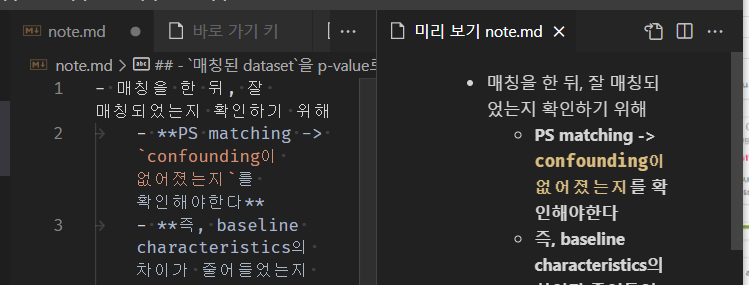 note.md
바로 가기 키
...
미리 보기 note.md
...
note.md > ## - `매칭된 dataset`을 p-value로
1 - 매칭을 한 뒤, 잘
매칭되었는지 확인하기 위해
2 - **PS matching ->
`confounding이
없어졌는지`를
확인해야한다**
3 - **즉, baseline
characteristics의
차이가 줄어들었는지
• 매칭을 한 뒤, 잘 매칭되
었는지 확인하기 위해
○ PS matching ->
confounding이
없어졌는지를 확
인해야한다
○ 즉, baseline
characteristics의